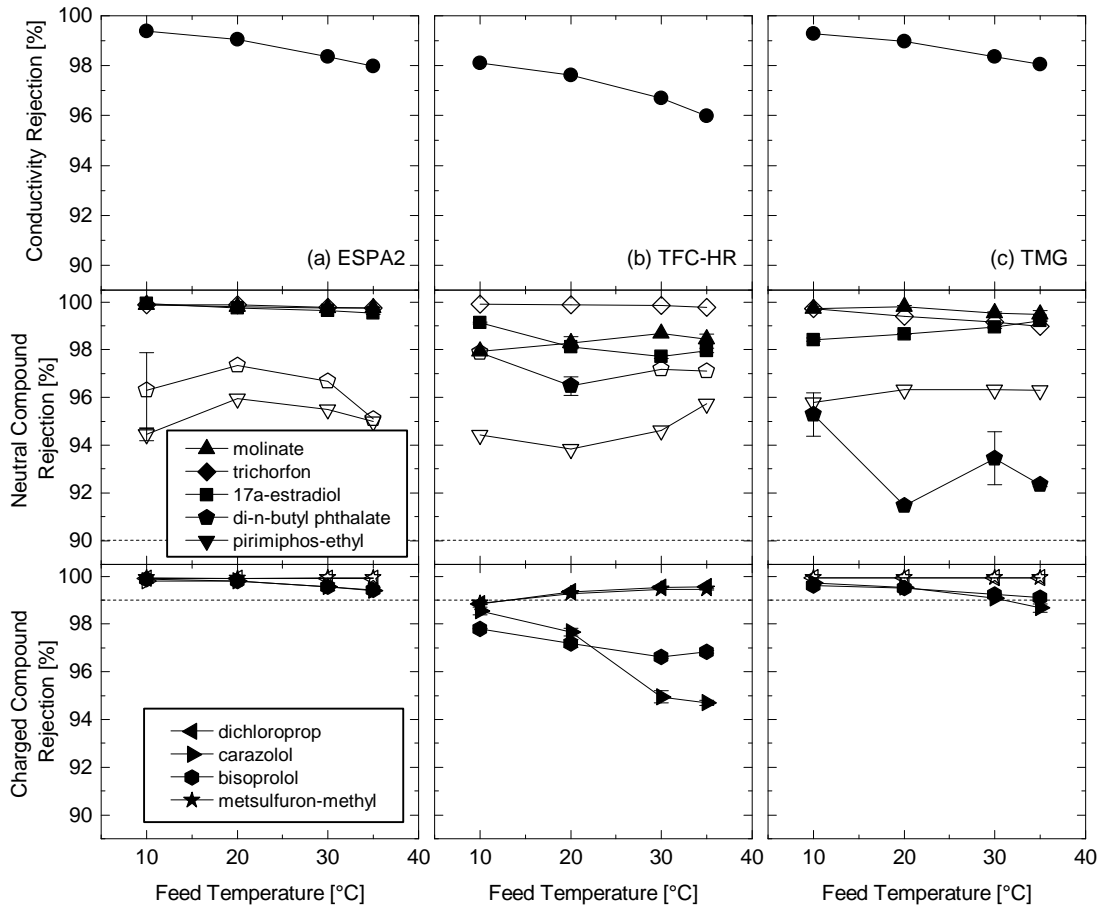 Conductivity Rejection [%]
100
98
96
94
92
90
(a) ESPA2
(b) TFC-HR
(c) TMG
Neutral Compound
Rejection [%]
100
98
96
94
92
90
molinate
trichorfon
17a-estradiol
di-n-butyl phthalate
pirimiphos-ethyl
Charged Compound
Rejection [%]
100
98
96
94
92
90
dichloroprop
carazolol
bisoprolol
metsulfuron-methyl
10 20 30 40 10 20 30 40 10 20 30 40
Feed Temperature [°C] Feed Temperature [°C] Feed Temperature [°C]